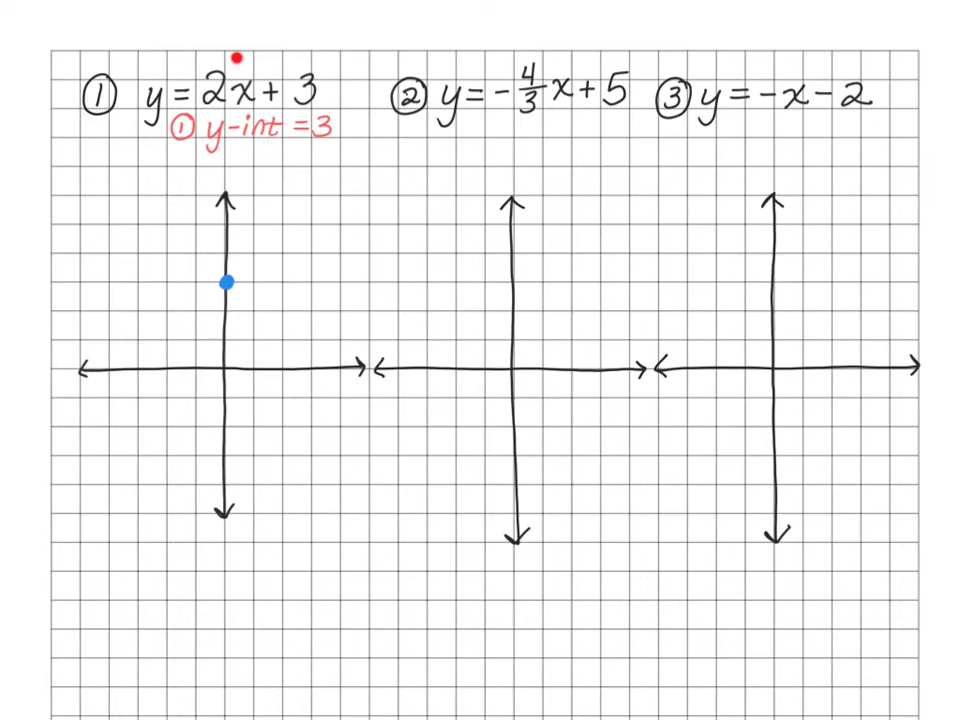 ① y = 2x + 3
① y-int = 3
② y = -4/3 x + 5
③ y = -x - 2